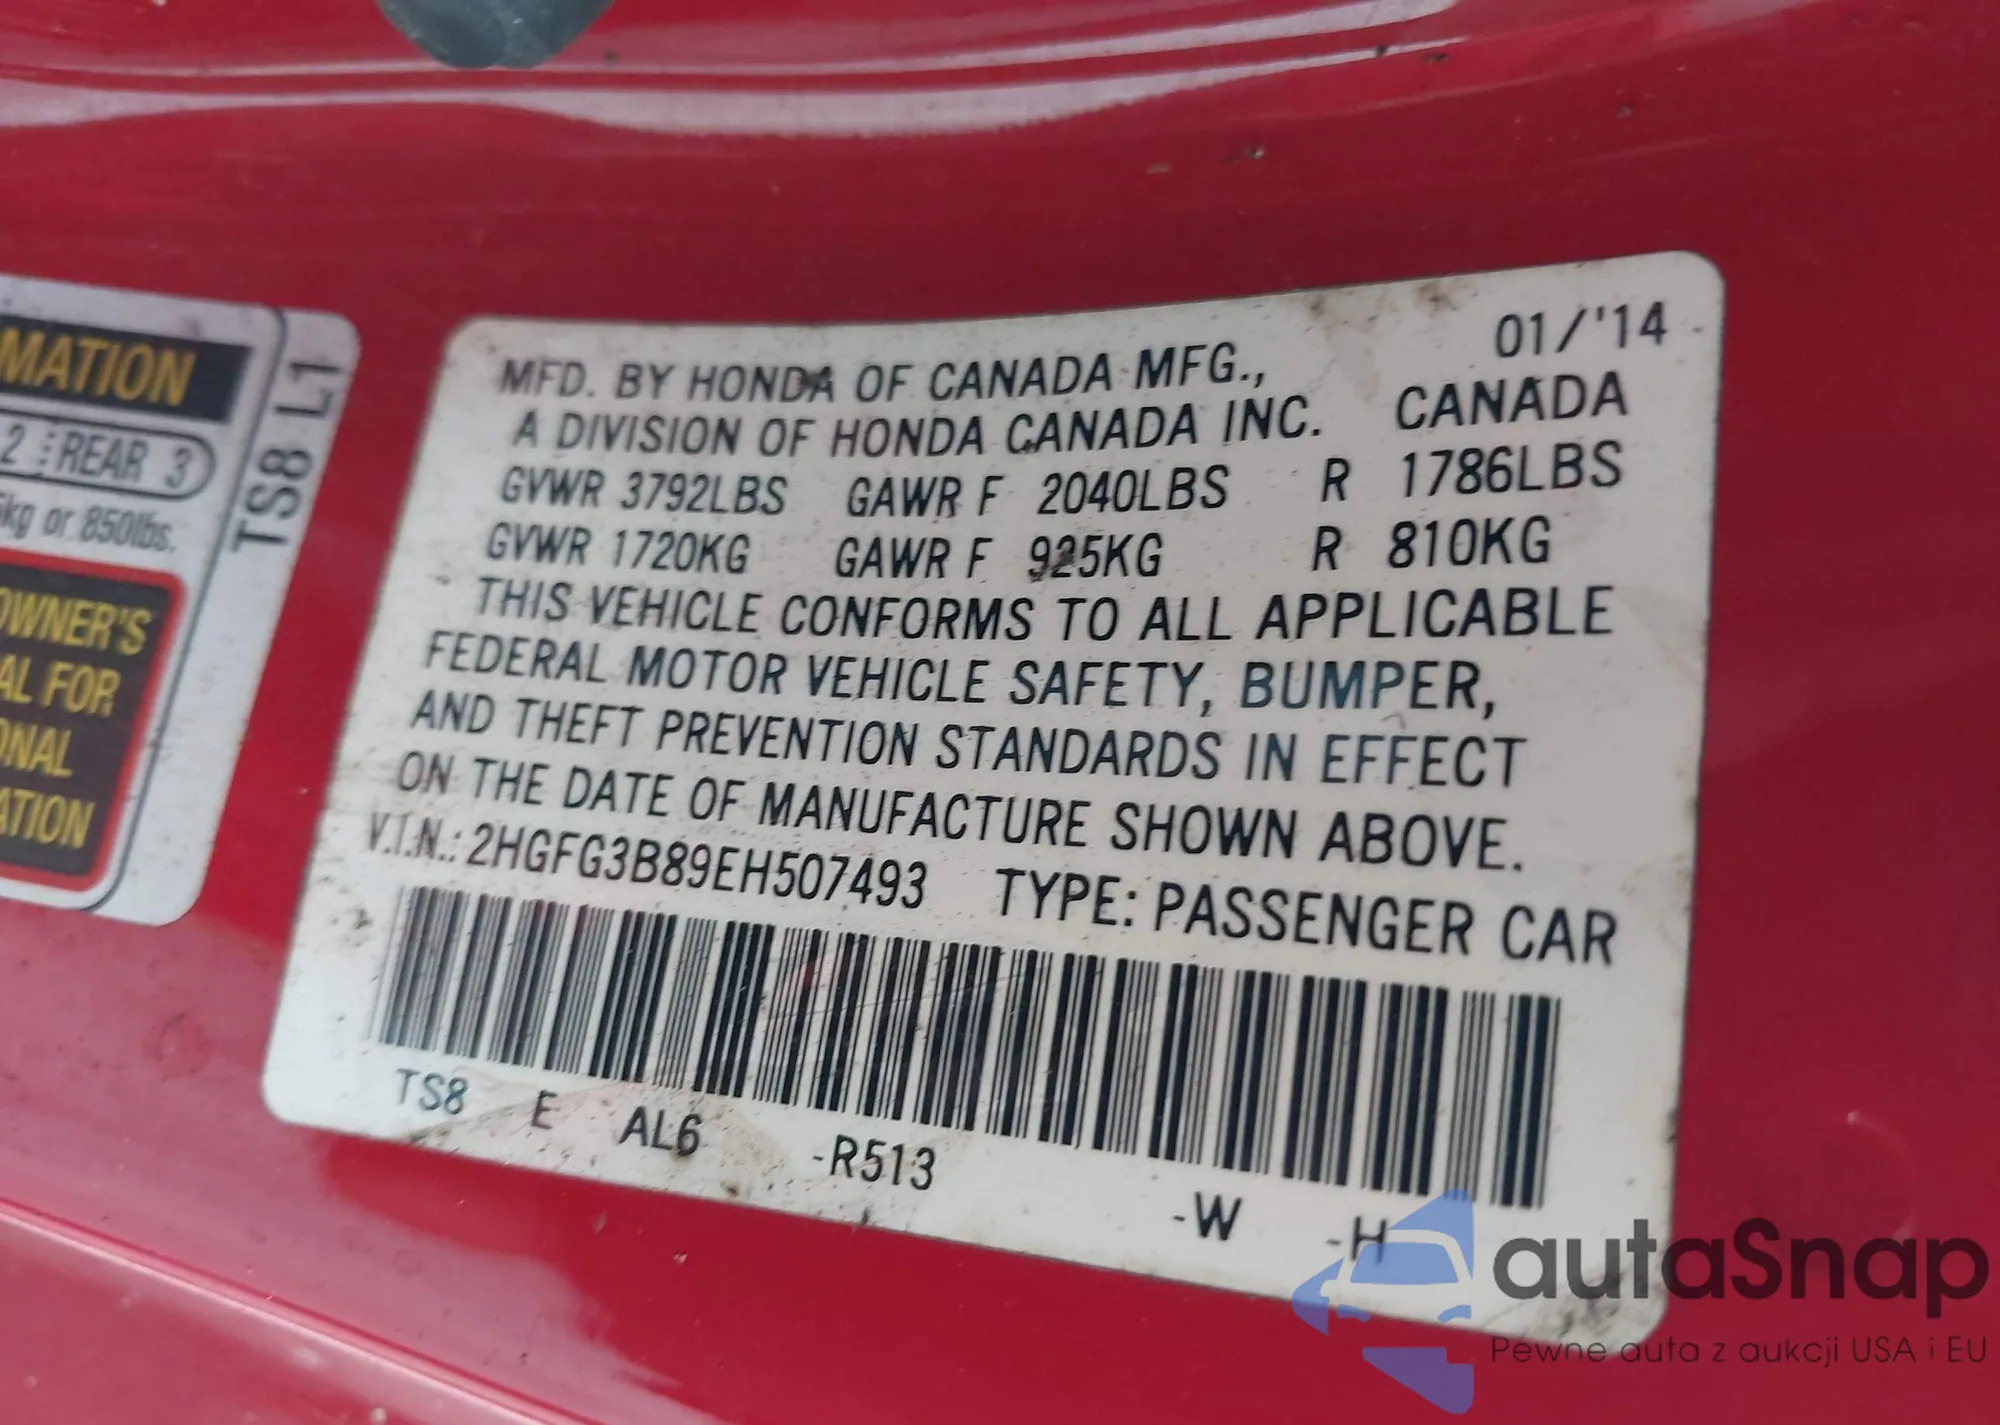 MATION
2 REAR 3
kg or 850lbs.
OWNER'S
AL FOR
ONAL
ATION
TS8 L1
01/'14
MFD. BY HONDA OF CANADA MFG.,
A DIVISION OF HONDA CANADA INC. CANADA
GVWR 3792LBS GAWR F 2040LBS R 1786LBS
GVWR 1720KG GAWR F 925KG R 810KG
THIS VEHICLE CONFORMS TO ALL APPLICABLE
FEDERAL MOTOR VEHICLE SAFETY, BUMPER,
AND THEFT PREVENTION STANDARDS IN EFFECT
ON THE DATE OF MANUFACTURE SHOWN ABOVE.
V.I.N.: 2HGFG3B89EH507493 TYPE: PASSENGER CAR
TS8 E AL6 -R513 -W -H
autaSnap
Pewne auta z aukcji USA i EU